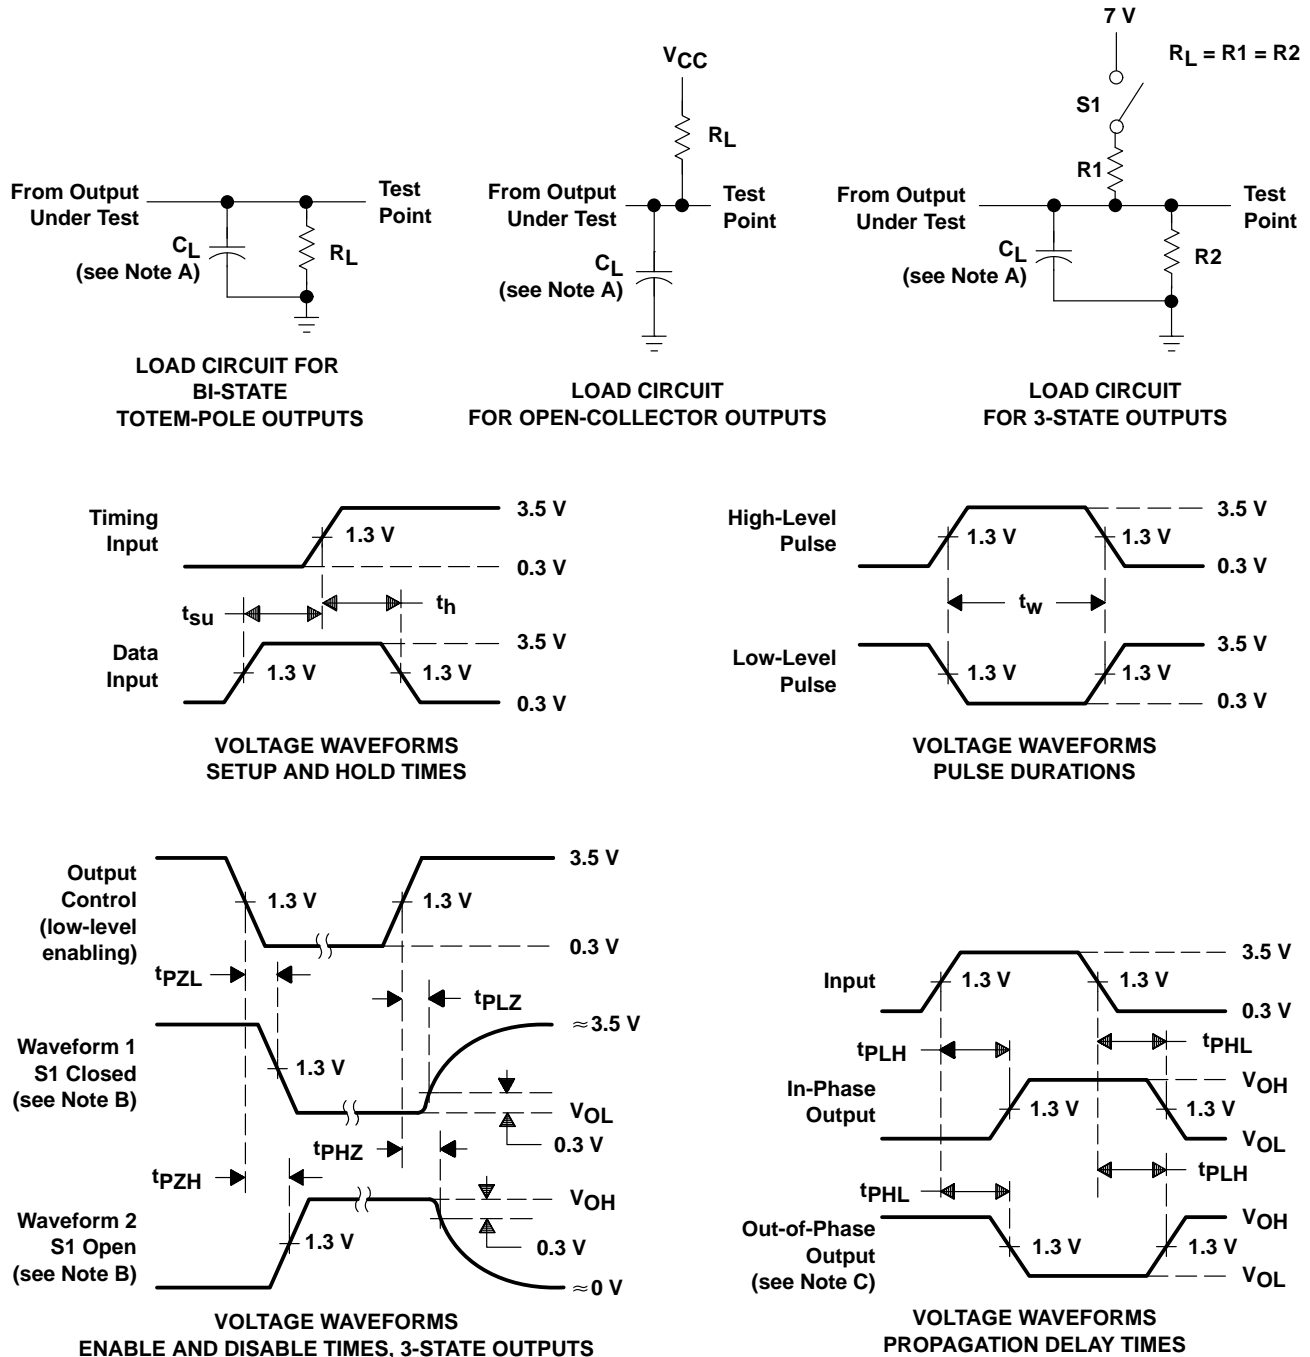 From Output
Under Test
CL
(see Note A)
RL
Test
Point
LOAD CIRCUIT FOR
BI-STATE
TOTEM-POLE OUTPUTS
VCC
RL
From Output
Under Test
Test
Point
CL
(see Note A)
LOAD CIRCUIT
FOR OPEN-COLLECTOR OUTPUTS
7 V
RL = R1 = R2
S1
R1
From Output
Under Test
Test
Point
CL
(see Note A)
R2
LOAD CIRCUIT
FOR 3-STATE OUTPUTS
Timing
Input
1.3 V
3.5 V
0.3 V
tsu
th
Data
Input
1.3 V
1.3 V
3.5 V
0.3 V
VOLTAGE WAVEFORMS
SETUP AND HOLD TIMES
High-Level
Pulse
1.3 V
1.3 V
3.5 V
0.3 V
tw
Low-Level
Pulse
1.3 V
1.3 V
3.5 V
0.3 V
VOLTAGE WAVEFORMS
PULSE DURATIONS
Output
Control
(low-level
enabling)
1.3 V
1.3 V
3.5 V
0.3 V
tPZL
tPLZ
Waveform 1
S1 Closed
(see Note B)
1.3 V
≈3.5 V
VOL
0.3 V
tPHZ
tPZH
Waveform 2
S1 Open
(see Note B)
1.3 V
VOH
0.3 V
≈0 V
VOLTAGE WAVEFORMS
ENABLE AND DISABLE TIMES, 3-STATE OUTPUTS
Input
1.3 V
1.3 V
3.5 V
0.3 V
tPLH
tPHL
In-Phase
Output
1.3 V
1.3 V
VOH
VOL
tPHL
tPLH
Out-of-Phase
Output
(see Note C)
1.3 V
1.3 V
VOH
VOL
VOLTAGE WAVEFORMS
PROPAGATION DELAY TIMES